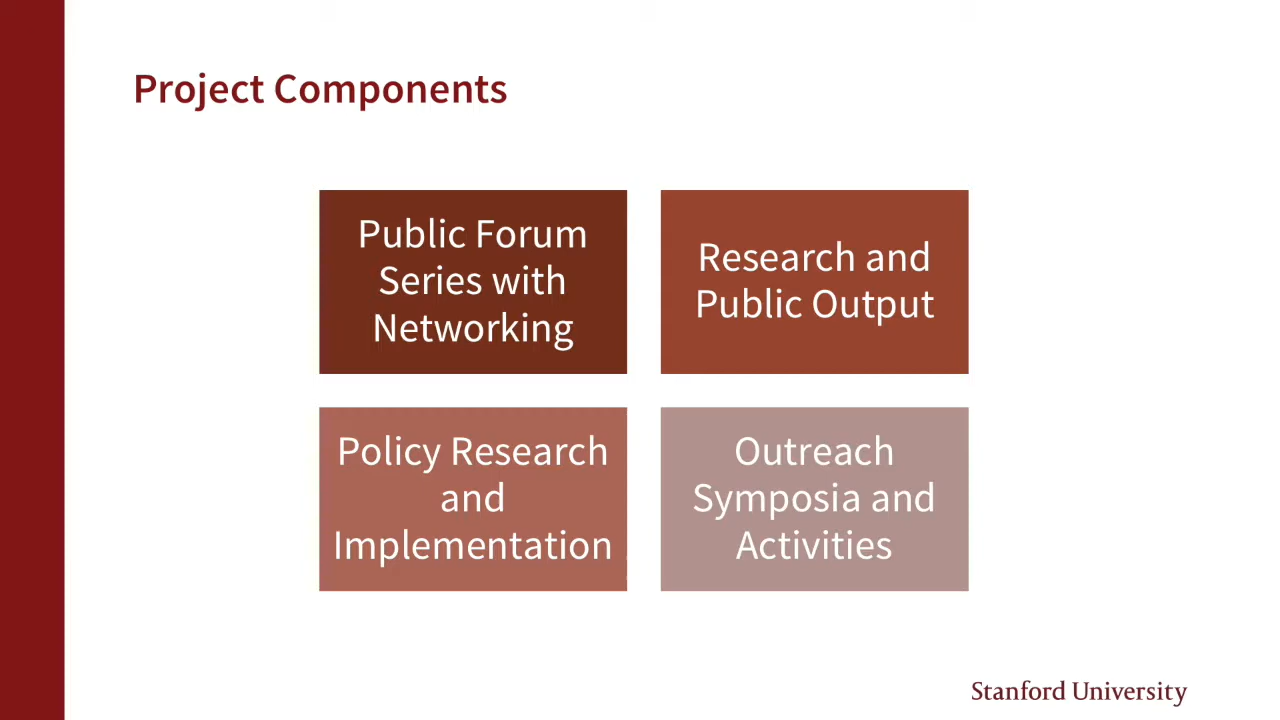 Project Components
Public Forum
Series with
Networking
Research and
Public Output
Policy Research
and
Implementation
Outreach
Symposia and
Activities
Stanford University